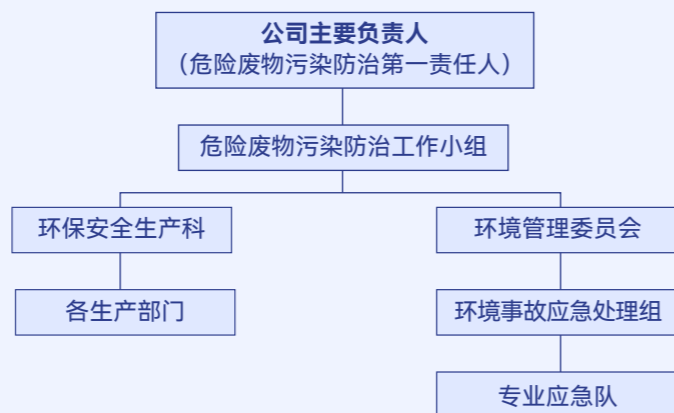 公司主要负责人
（危险废物污染防治第一责任人）
危险废物污染防治工作小组
环保安全生产科
环境管理委员会
各生产部门
环境事故应急处理组
专业应急队